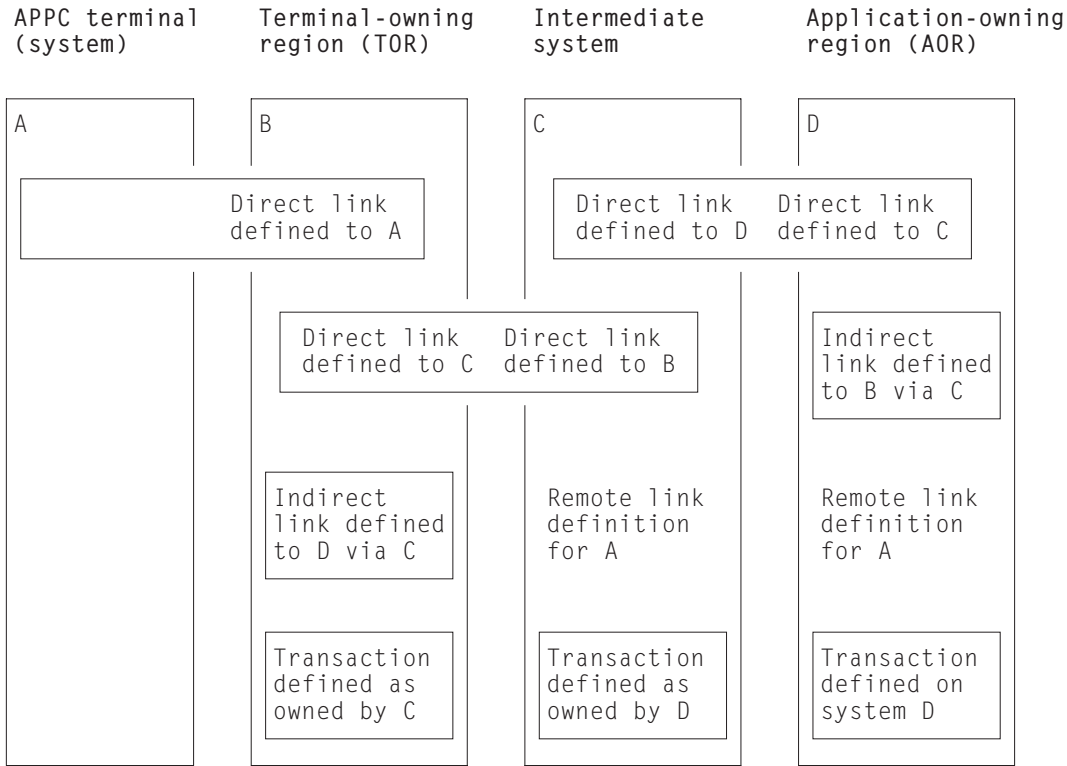 APPC terminal
(system)
Terminal-owning
region (TOR)
Intermediate
system
Application-owning
region (AOR)
A
B
C
D
Direct link
defined to A
Direct link
defined to D
Direct link
defined to C
Direct link
defined to C
Direct link
defined to B
Indirect
link defined
to B via C
Indirect
link defined
to D via C
Remote link
definition
for A
Remote link
definition
for A
Transaction
defined as
owned by C
Transaction
defined as
owned by D
Transaction
defined on
system D